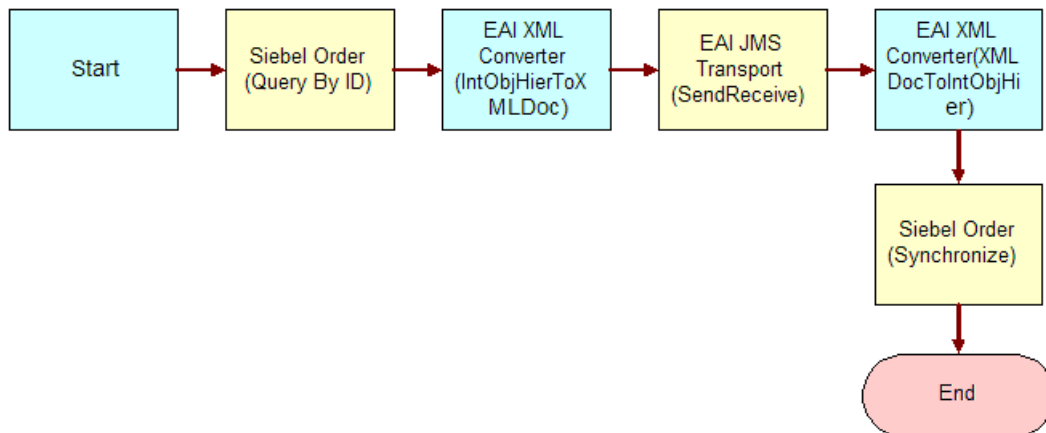 Start
Siebel Order
(Query By ID)
EAI XML
Converter
(IntObjHierToX
MLDoc)
EAI JMS
Transport
(SendReceive)
EAI XML
Converter(XML
DocToIntObjHi
er)
Siebel Order
(Synchronize)
End